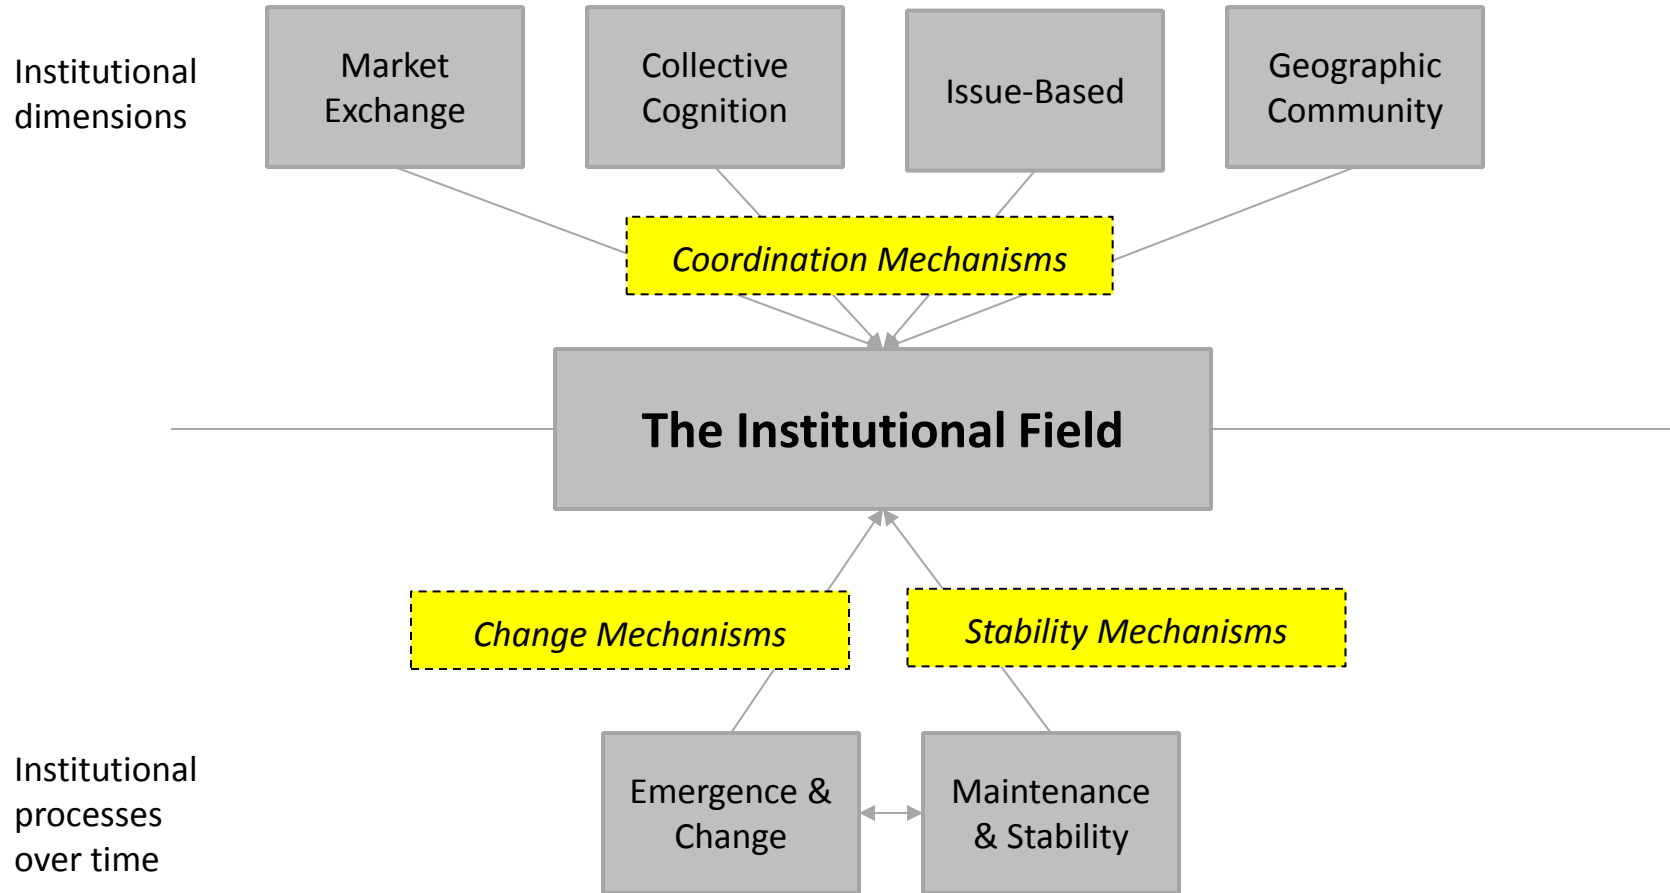 Institutional
dimensions
Market
Exchange
Collective
Cognition
Issue-Based
Geographic
Community
Coordination Mechanisms
The Institutional Field
Change Mechanisms
Stability Mechanisms
Institutional
processes
over time
Emergence &
Change
Maintenance
& Stability